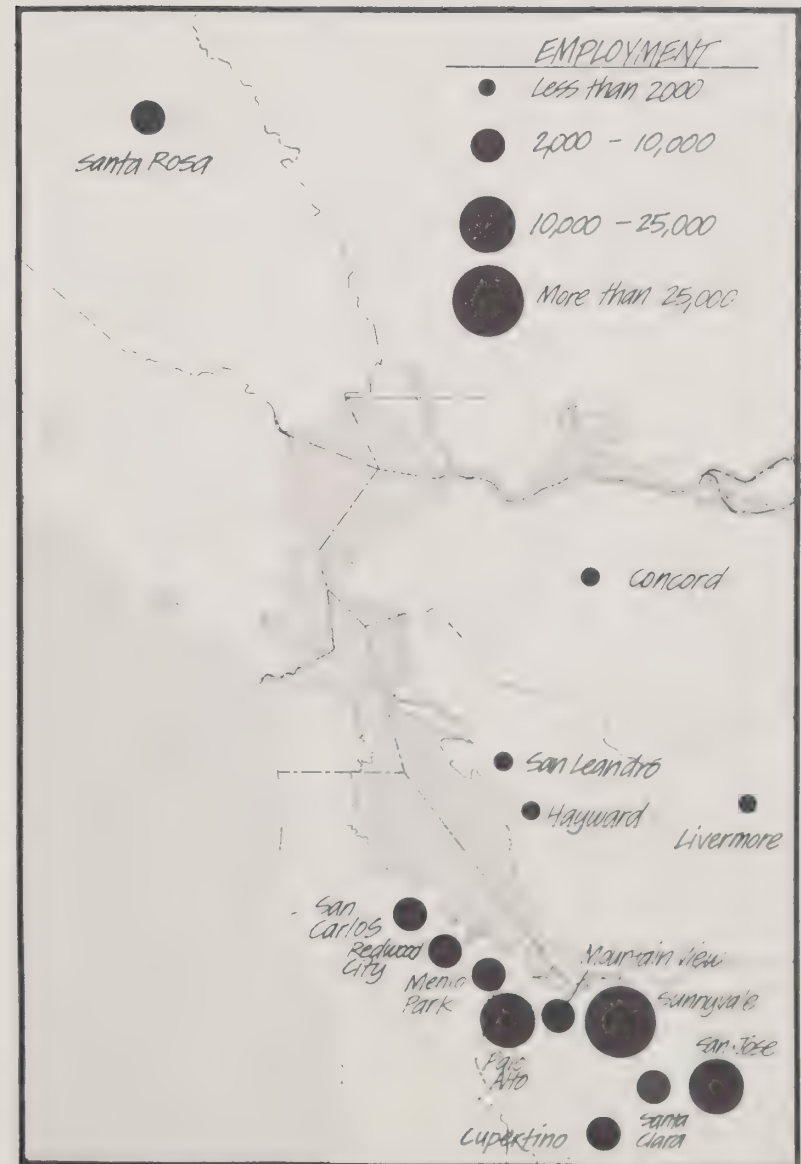 EMPLOYMENT
Less than 2000
2,000 - 10,000
10,000 - 25,000
More than 25,000
Santa Rosa
Concord
San Leandro
Hayward
Livermore
San
Carlos
Redwood
City
Menlo
Park
Mountain View
Sunnyvale
Palo
Alto
San Jose
Santa
Clara
Cupertino